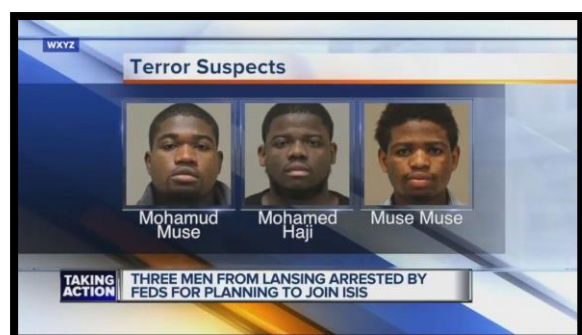 WXYZ
Terror Suspects
Mohamud
Muse
Mohamed
Haji
Muse Muse
TAKING
ACTION
THREE MEN FROM LANSING ARRESTED BY
FEDS FOR PLANNING TO JOIN ISIS